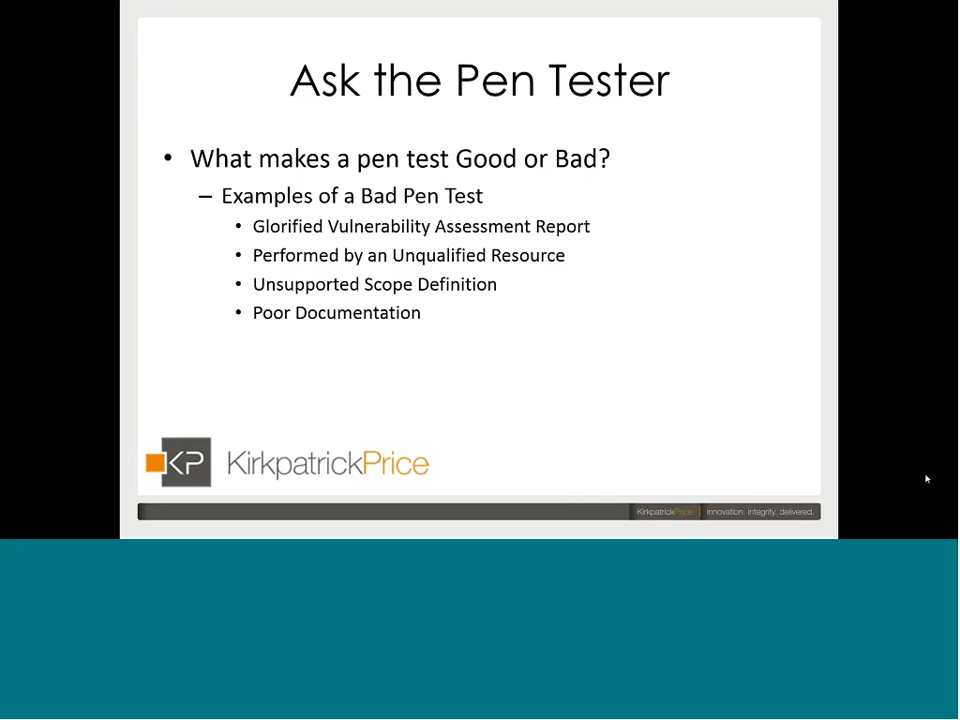 Ask the Pen Tester
• What makes a pen test Good or Bad?
– Examples of a Bad Pen Test
• Glorified Vulnerability Assessment Report
• Performed by an Unqualified Resource
• Unsupported Scope Definition
• Poor Documentation
KP KirkpatrickPrice
KirkpatrickPrice innovation. integrity. delivered.